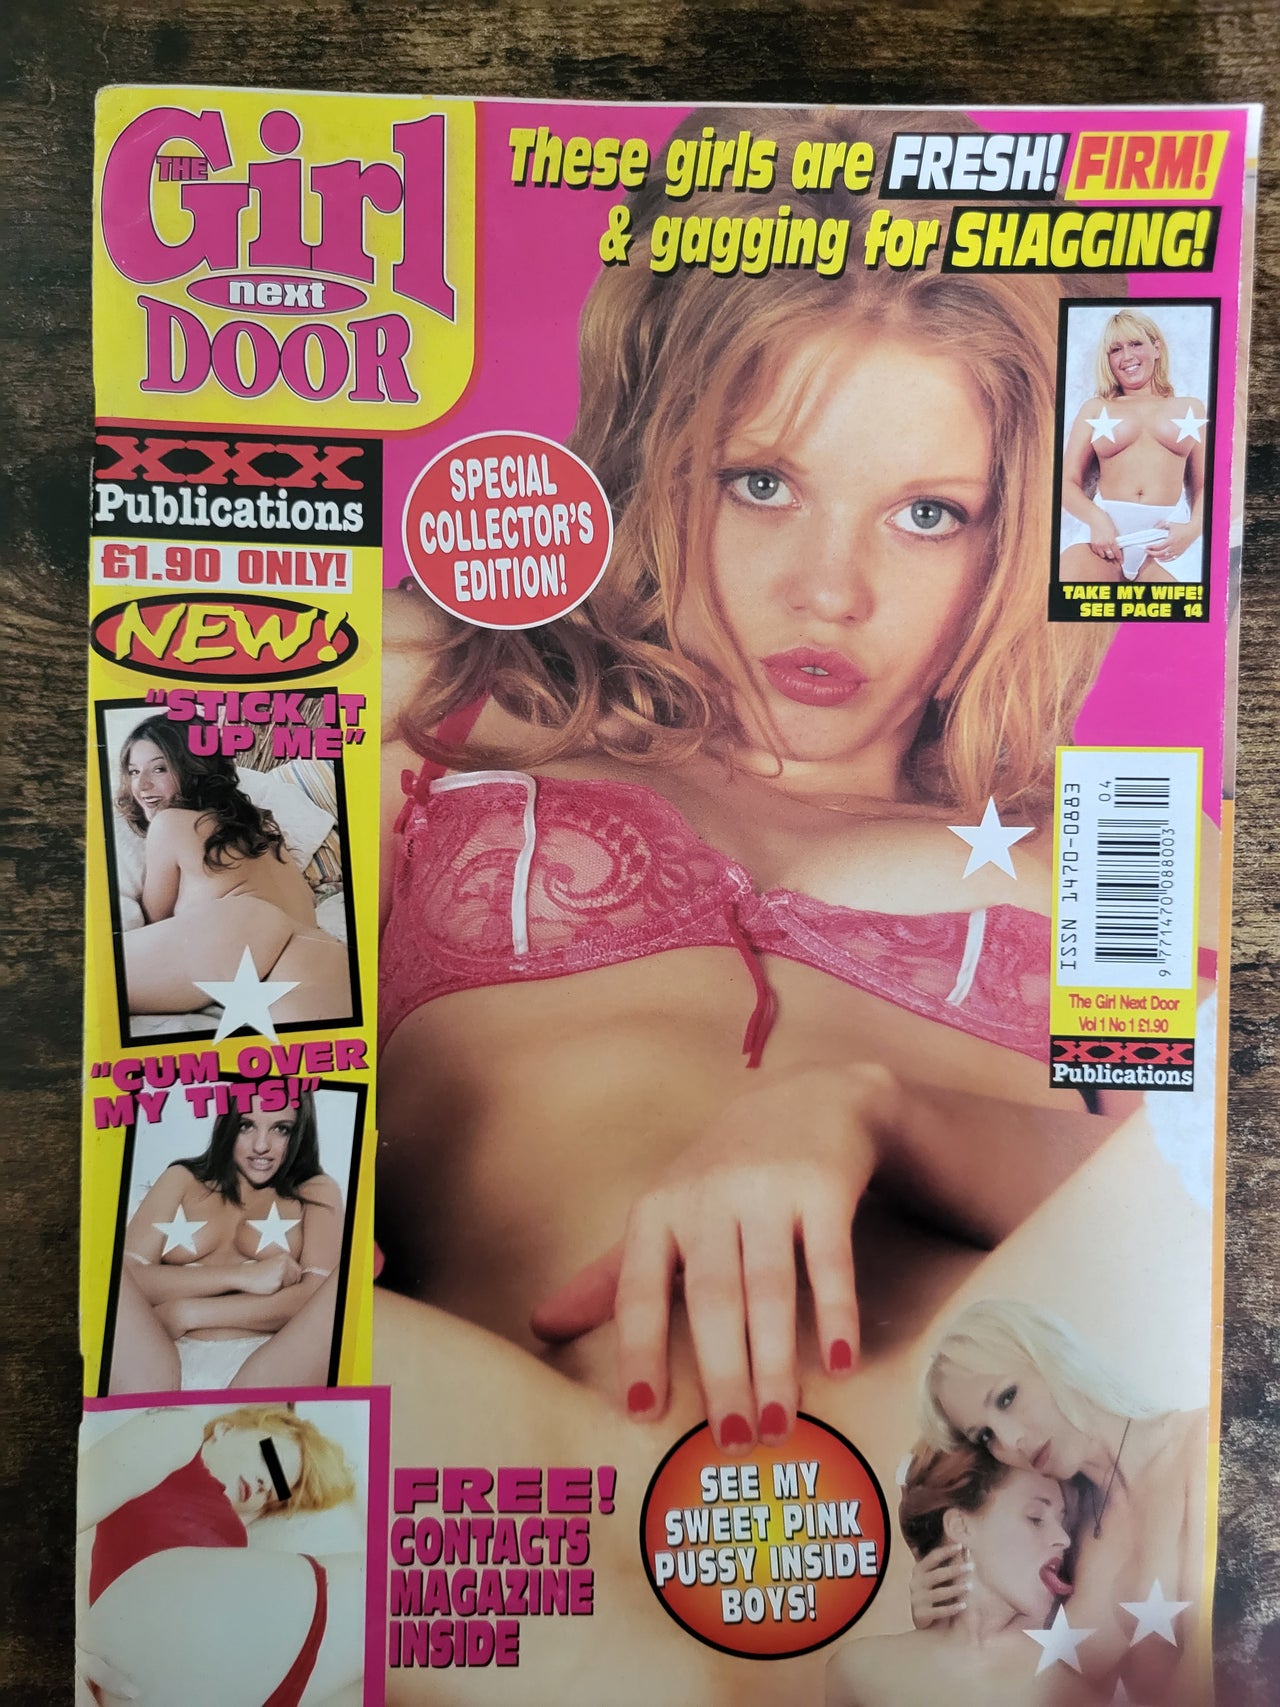 THE
Girl
next
DOOR
These girls are FRESH! FIRM!
& gagging for SHAGGING!
XXX
Publications
£1.90 ONLY!
NEW!
SPECIAL
COLLECTOR'S
EDITION!
TAKE MY WIFE!
SEE PAGE 14
"STICK IT
UP ME"
ISSN 1470-0883
04
9 771470 088003
The Girl Next Door
Vol 1 No 1 £1.90
XXX
Publications
"CUM OVER
MY TITS!"
FREE!
CONTACTS
MAGAZINE
INSIDE
SEE MY
SWEET PINK
PUSSY INSIDE
BOYS!